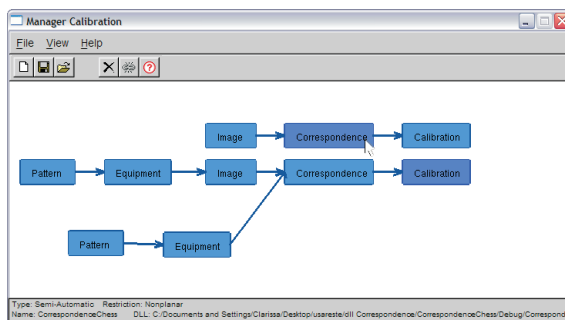 Manager Calibration
File View Help
Image Correspondence Calibration
Pattern Equipment Image Correspondence Calibration
Pattern Equipment
Type: Semi-Automatic Restriction: Nonplanar
Name: CorrespondenceChess DLL: C:/Documents and Settings/Clarissa/Desktop/usareste/dll Correspondence/CorrespondenceChess/Debug/Correspond